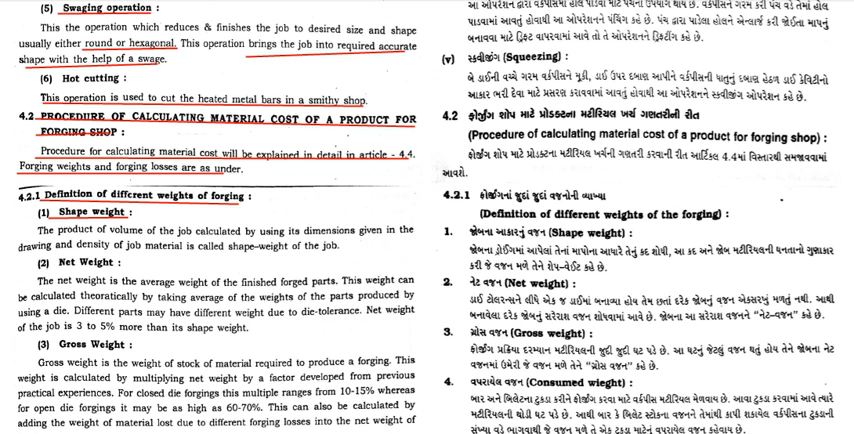 (5) Swaging operation :
This the operation which reduces & finishes the job to desired size and shape
usually either round or hexagonal. This operation brings the job into required accurate
shape with the help of a swage.
(6) Hot cutting :
This operation is used to cut the heated metal bars in a smithy shop.
4.2 PROCEDURE OF CALCULATING MATERIAL COST OF A PRODUCT FOR
FORGING SHOP :
Procedure for calculating material cost will be explained in detail in article - 4.4.
Forging weights and forging losses are as under.
4.2.1 Definition of different weights of forging :
(1) Shape weight :
The product of volume of the job calculated by using its dimensions given in the
drawing and density of job material is called shape-weight of the job.
(2) Net Weight :
The net weight is the average weight of the finished forged parts. This weight can
be calculated theoratically by taking average of the weights of the parts produced by
using a die. Different parts may have different weight due to die-tolerance. Net weight
of the job is 3 to 5% more than its shape weight.
(3) Gross Weight :
Gross weight is the weight of stock of material required to produce a forging. This
weight is calculated by multiplying net weight by a factor developed from previous
practical experiences. For closed die forgings this multiple ranges from 10-15% whereas
for open die forgings it may be as high as 60-70%. This can also be calculated by
adding the weight of material lost due to different forging losses into the net weight of
પાડવામાં આવતું હોવાથી આ ઓપરેશનને પંચિંગ કહે છે. પંચ દ્વારા પાડેલા હોલને એન્લાર્જ કરી જોઈતા માપનું
બનાવવા માટે ડ્રિફ્ટ વાપરવામાં આવે તો તે ઓપરેશનને ડ્રિફ્ટીંગ કહે છે.
(v) સ્ક્વીજીંગ (Squeezing) :
બે ડાઈની વચ્ચે ગરમ વર્કપીસને મૂકી, ડાઈ ઉપર દબાણ આપીને વર્કપીસની ધાતુનું દબાણ હેઠળ ડાઈ કેવિટીનો
આકાર ભરી દેવા માટે પ્રસરણ કરાવવામાં આવતું હોવાથી આ ઓપરેશનને સ્ક્વીજીંગ ઓપરેશન કહે છે.
4.2 ફોર્જીંગ શોપ માટે પ્રોડક્ટના મટીરિયલ ખર્ચ ગણતરીની રીત
(Procedure of calculating material cost of a product for forging shop) :
ફોર્જીંગ શોપ માટે પ્રોડક્ટના મટીરિયલ ખર્ચની ગણતરી કરવાની રીત આર્ટિકલ 4.4માં વિસ્તારથી સમજાવવામાં
આવશે.
4.2.1 ફોર્જીંગનાં જુદાં જુદાં વજનોની વ્યાખ્યા
(Definition of different weights of the forging) :
1. જોબના આકારનું વજન (Shape weight) :
જોબના ડ્રોઈંગમાં આપેલાં તેનાં માપોના આધારે તેનું કદ શોધી, આ કદ અને જોબ મટીરિયલની ઘનતાનો ગુણાકાર
કરી જે વજન મળે તેને શેપ-વેઈટ કહે છે.
2. નેટ વજન (Net weight) :
ડાઈ ટોલરન્સને લીધે એક જ ડાઈમાં બનાવ્યા હોય તેમ છતાં દરેક જોબનું વજન એકસરખું મળતું નથી. આથી
બનાવેલા દરેક જોબનું સરેરાશ વજન શોધવામાં આવે છે. જોબના આ સરેરાશ વજનને “નેટ-વજન” કહે છે.
3. ગ્રોસ વજન (Gross weight) :
ફોર્જીંગ પ્રક્રિયા દરમ્યાન મટીરિયલની જુદી જુદી ઘટ પડે છે. આ ઘટનું જેટલું વજન થતું હોય તેને જોબના નેટ
વજનમાં ઉમેરી જે વજન મળે તેને “ગ્રોસ વજન” કહે છે.
4. વપરાયેલ વજન (Consumed wieght) :
બાર અને બિલેટના ટુકડા કરીને ફોર્જીંગ કરવા માટે વર્કપીસ મટીરિયલ મેળવાય છે. આવા ટુકડા કરવામાં આવે ત્યારે
મટીરિયલની થોડી ઘટ પડે છે. આથી બાર કે બિલેટ સ્ટોકના વજનને તેમાંથી કાપી શકાયેલ વર્કપીસના ટુકડાની
સંખ્યા વડે ભાગવાથી જે વજન મળે તે એક ટુકડા માટેનું વપરાયેલ વજન કહેવાય છે.